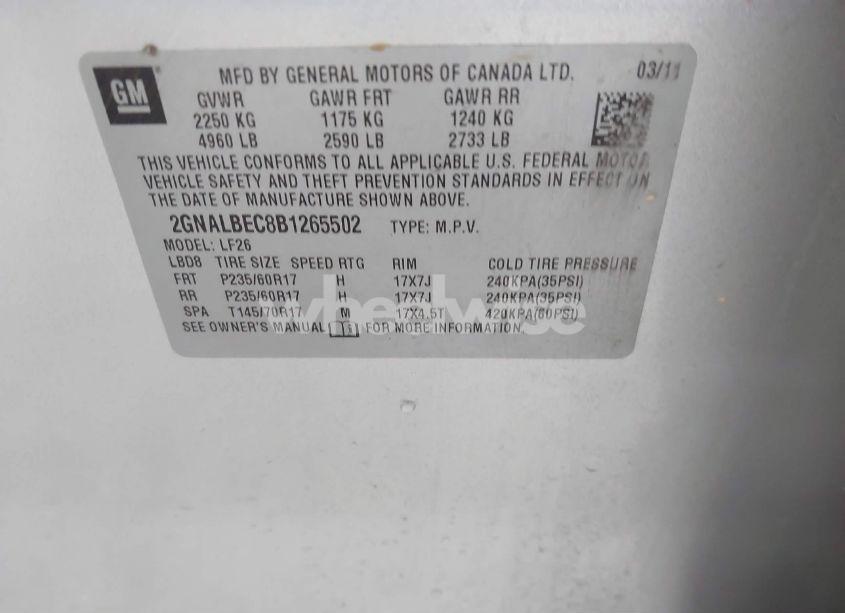 GM
MFD BY GENERAL MOTORS OF CANADA LTD. 03/11
GVWR GAWR FRT GAWR RR
2250 KG 1175 KG 1240 KG
4960 LB 2590 LB 2733 LB
THIS VEHICLE CONFORMS TO ALL APPLICABLE U.S. FEDERAL MOTOR
VEHICLE SAFETY AND THEFT PREVENTION STANDARDS IN EFFECT ON
THE DATE OF MANUFACTURE SHOWN ABOVE.
2GNALBEC8B1265502 TYPE: M.P.V.
MODEL: LF26
LBD8 TIRE SIZE SPEED RTG RIM COLD TIRE PRESSURE
FRT P235/60R17 H 17X7J 240KPA(35PSI)
RR P235/60R17 H 17X7J 240KPA(35PSI)
SPA T145/70R17 M 17X4.5T 420KPA(60PSI)
SEE OWNER'S MANUAL FOR MORE INFORMATION.